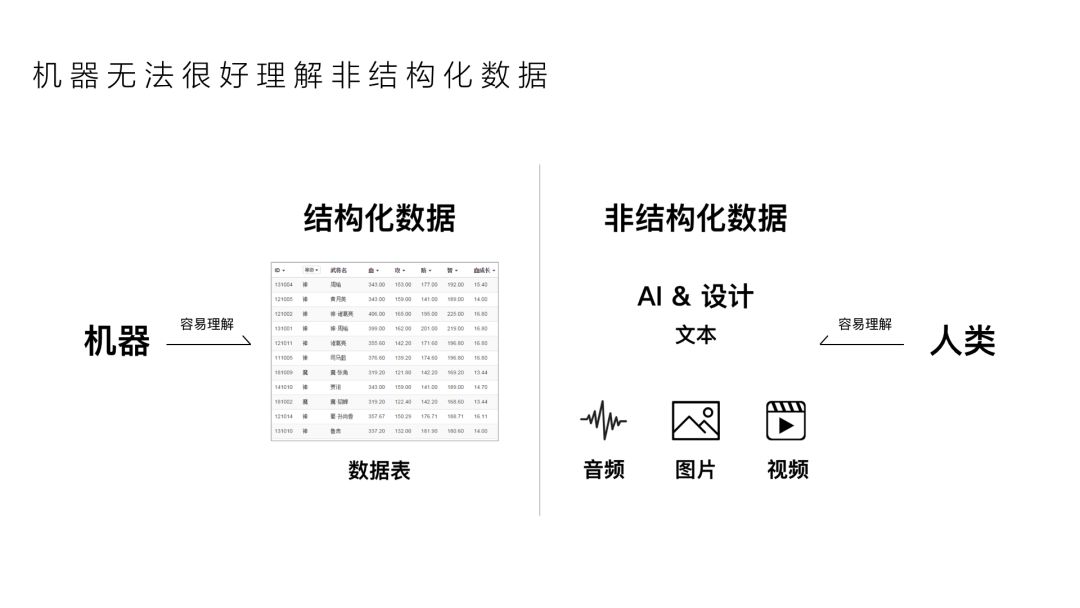 机器无法很好理解非结构化数据
结构化数据
非结构化数据
ID 武将名 血 攻 智 血成长
131004 神 周瑜 343.00 153.00 177.00 192.00 15.40
121005 神 黄月英 343.00 159.00 141.00 189.00 14.00
121002 神 神·诸葛亮 406.00 165.00 195.00 225.00 16.80
131001 神 神·周瑜 399.00 162.00 201.00 219.00 16.80
121011 神 诸葛亮 355.60 142.20 171.60 196.80 16.80
111005 神 司马懿 376.60 139.20 174.60 196.80 16.80
181009 魔 魔·张角 319.20 121.80 142.20 169.20 13.44
141010 神 贾诩 343.00 159.00 141.00 189.00 14.70
181002 魔 魔·貂蝉 319.20 122.40 142.20 168.60 13.44
121014 神 蜀·孙尚香 357.67 150.29 176.71 188.71 16.11
131010 神 鲁肃 337.20 132.00 161.90 180.60 14.00
AI & 设计
文本
机器
容易理解
容易理解
人类
音频
图片
视频
数据表